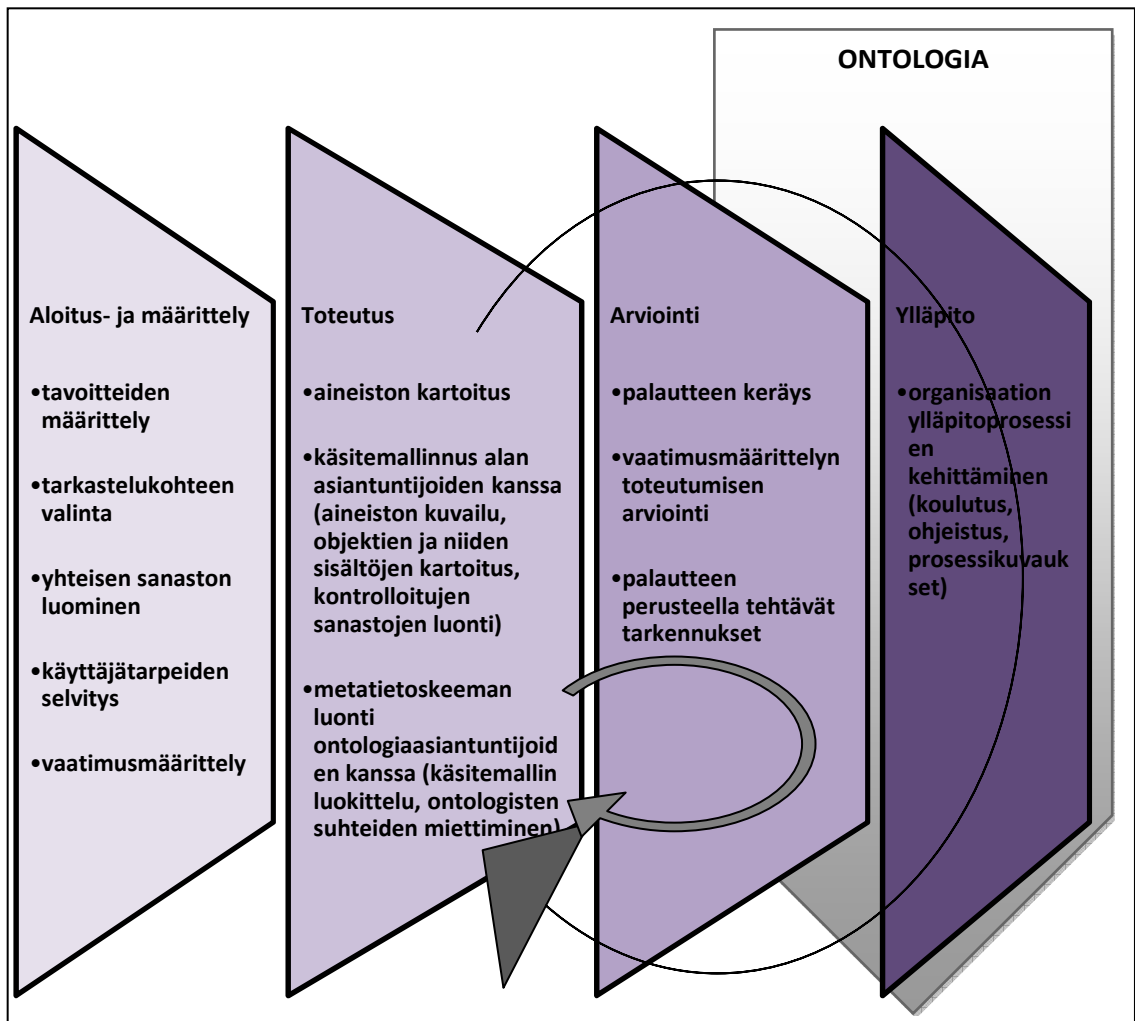 ONTOLOGIA
Aloitus- ja määrittely
•tavoitteiden
määrittely
•tarkastelukohteen
valinta
•yhteisen sanaston
luominen
•käyttäjätarpeiden
selvitys
•vaatimusmäärittely
Toteutus
•aineiston kartoitus
•käsitemallinnus alan
asiantuntijoiden kanssa
(aineiston kuvailu,
objektien ja niiden
sisältöjen kartoitus,
kontrolloitujen
sanastojen luonti)
•metatietoskeeman
luonti
ontologiaasiantuntijoid
en kanssa (käsitemallin
luokittelu, ontologisten
suhteiden miettiminen)
Arviointi
•palautteen keräys
•vaatimusmäärittelyn
toteutumisen
arviointi
•palautteen
perusteella tehtävät
tarkennukset
Ylläpito
•organisaation
ylläpitoprosessi
en
kehittäminen
(koulutus,
ohjeistus,
prosessikuvauk
set)